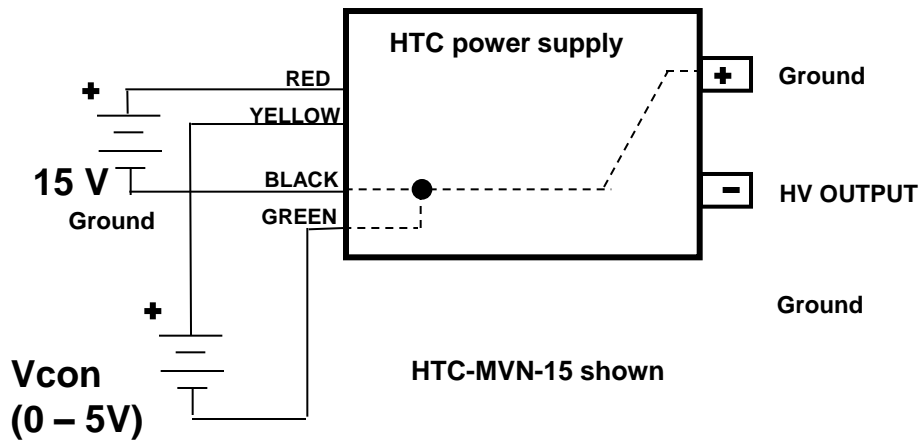 HTC power supply
RED
+
+
Ground
YELLOW
15 V
BLACK
-
HV OUTPUT
Ground
GREEN
+
Ground
Vcon
(0 – 5V)
HTC-MVN-15 shown